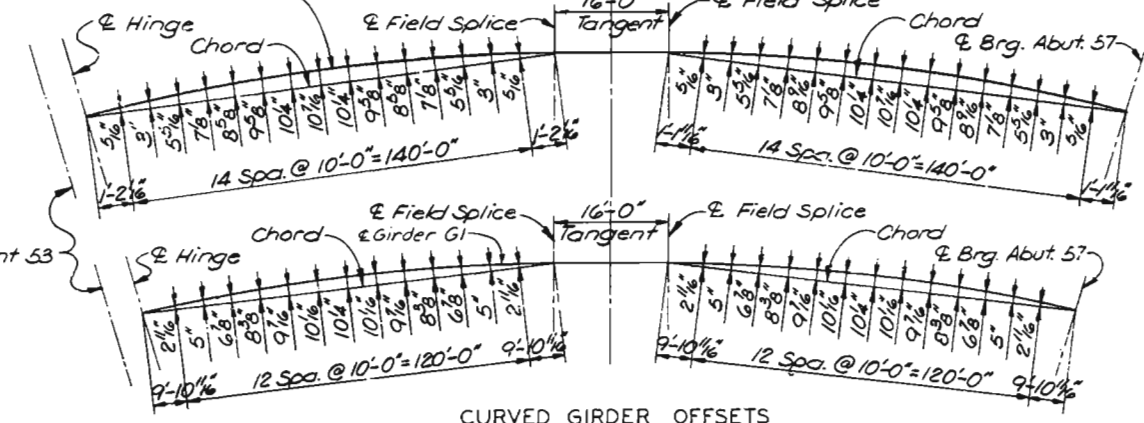 16'-0"
℄ Field Splice
℄ Hinge
℄ Field Splice
Tangent
Chord
Chord
℄ Brg. Abut. 57
5/16" 3" 5 5/16" 7 1/8" 8 5/8" 9 5/8" 10 1/4" 10 7/16" 10 1/4" 9 5/8" 8 5/8" 7 1/8" 5 5/16" 3" 5/16"
5/16" 3" 5 5/16" 7 1/8" 8 9/16" 9 5/8" 10 1/4" 10 7/16" 10 1/4" 9 5/8" 8 9/16" 7 1/8" 5 5/16" 3" 5/16"
1'-2 1/16" 14 Spa. @ 10'-0"=140'-0" 1'-2 1/16"
1'-1 11/16" 14 Spa. @ 10'-0"=140'-0" 1'-1 11/16"
℄ Field Splice
16'-0"
℄ Field Splice
nt 53
℄ Hinge
Chord
℄ Girder G1
Tangent
Chord
℄ Brg. Abut. 57
2 11/16" 5" 6 7/8" 8 3/8" 9 7/16" 10 1/16" 10 1/4" 10 1/16" 9 7/16" 8 3/8" 6 7/8" 5" 2 11/16"
2 11/16" 5" 6 7/8" 8 3/8" 9 7/16" 10 1/16" 10 1/4" 10 1/16" 9 7/16" 8 3/8" 6 7/8" 5" 2 11/16"
9'-10 11/16" 12 Spa. @ 10'-0"=120'-0" 9'-10 11/16"
9'-10 11/16" 12 Spa. @ 10'-0"=120'-0" 9'-10 11/16"
CURVED GIRDER OFFSETS